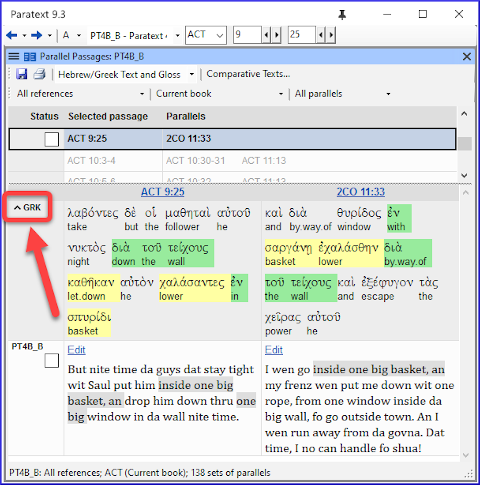 Paratext 9.3
A PT4B_B - Paratext ACT 9 25
Parallel Passages: PT4B_B
Hebrew/Greek Text and Gloss Comparative Texts...
All references Current book All parallels
Status Selected passage Parallels
ACT 9:25 2CO 11:33
ACT 10:3-4 ACT 10:30-31 ACT 11:13
GRK
ACT 9:25
λαβόντες δὲ οἱ μαθηταὶ αὐτοῦ
take but the follower he
νυκτὸς διὰ τοῦ τείχους
night down the wall
καθῆκαν αὐτὸν χαλάσαντες ἐν
let.down he lower in
σπυρίδι
basket
2CO 11:33
καὶ διὰ θυρίδος ἐν
and by.way.of window with
σαργάνῃ ἐχαλάσθην διὰ
basket lower by.way.of
τοῦ τείχους καὶ ἐξέφυγον τὰς
the wall and escape the
χεῖρας αὐτοῦ
power he
PT4B_B
Edit
But nite time da guys dat stay tight
wit Saul put him inside one big
basket, an drop him down thru one
big window in da wall nite time.
Edit
I wen go inside one big basket, an
my frenz wen put me down wit one
rope, from one window inside da
big wall, fo go outside town. An I
wen run away from da govna. Dat
time, I no can handle fo shua!
PT4B_B: All references; ACT (Current book); 138 sets of parallels